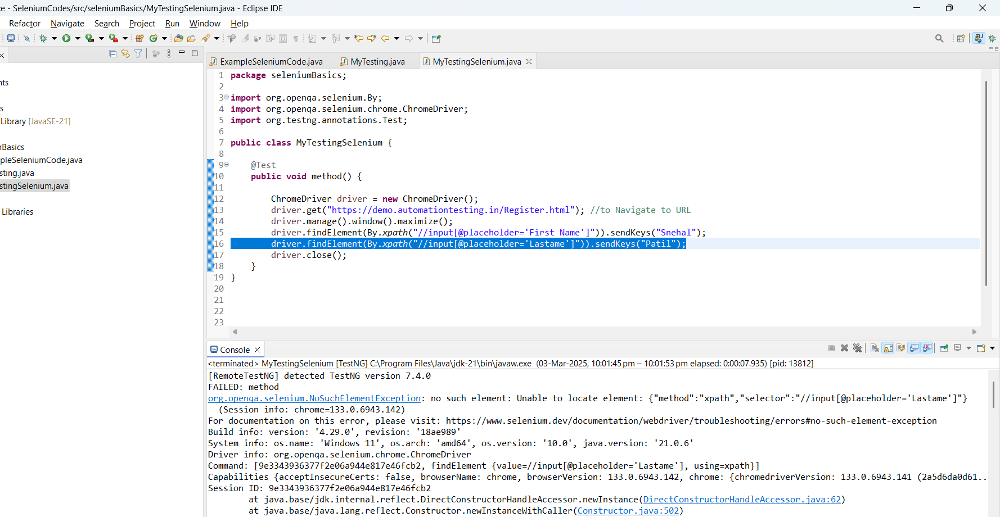 e - SeleniumCodes/src/seleniumBasics/MyTestingSelenium.java - Eclipse IDE
Refactor Navigate Search Project Run Window Help
ExampleSeleniumCode.java MyTesting.java MyTestingSelenium.java
nts
s
Library [JavaSE-21]
nBasics
pleSeleniumCode.java
sting.java
stingSelenium.java
Libraries
1 package seleniumBasics;
2
3 import org.openqa.selenium.By;
4 import org.openqa.selenium.chrome.ChromeDriver;
5 import org.testng.annotations.Test;
6
7 public class MyTestingSelenium {
8
9 @Test
10 public void method() {
11
12 ChromeDriver driver = new ChromeDriver();
13 driver.get("https://demo.automationtesting.in/Register.html"); //to Navigate to URL
14 driver.manage().window().maximize();
15 driver.findElement(By.xpath("//input[@placeholder='First Name']")).sendKeys("Snehal");
16 driver.findElement(By.xpath("//input[@placeholder='Lastame']")).sendKeys("Patil");
17 driver.close();
18 }
19 }
20
21
22
23
Console
<terminated> MyTestingSelenium [TestNG] C:\Program Files\Java\jdk-21\bin\javaw.exe (03-Mar-2025, 10:01:45 pm – 10:01:53 pm elapsed: 0:00:07.935) [pid: 13812]
[RemoteTestNG] detected TestNG version 7.4.0
FAILED: method
org.openqa.selenium.NoSuchElementException: no such element: Unable to locate element: {"method":"xpath","selector":"//input[@placeholder='Lastame']"}
(Session info: chrome=133.0.6943.142)
For documentation on this error, please visit: https://www.selenium.dev/documentation/webdriver/troubleshooting/errors#no-such-element-exception
Build info: version: '4.29.0', revision: '18ae989'
System info: os.name: 'Windows 11', os.arch: 'amd64', os.version: '10.0', java.version: '21.0.6'
Driver info: org.openqa.selenium.chrome.ChromeDriver
Command: [9e3343936377f2e06a944e817e46fcb2, findElement {value=//input[@placeholder='Lastame'], using=xpath}]
Capabilities {acceptInsecureCerts: false, browserName: chrome, browserVersion: 133.0.6943.142, chrome: {chromedriverVersion: 133.0.6943.141 (2a5d6da0d61...
Session ID: 9e3343936377f2e06a944e817e46fcb2
at java.base/jdk.internal.reflect.DirectConstructorHandleAccessor.newInstance(DirectConstructorHandleAccessor.java:62)
at java.base/java.lang.reflect.Constructor.newInstanceWithCaller(Constructor.java:502)